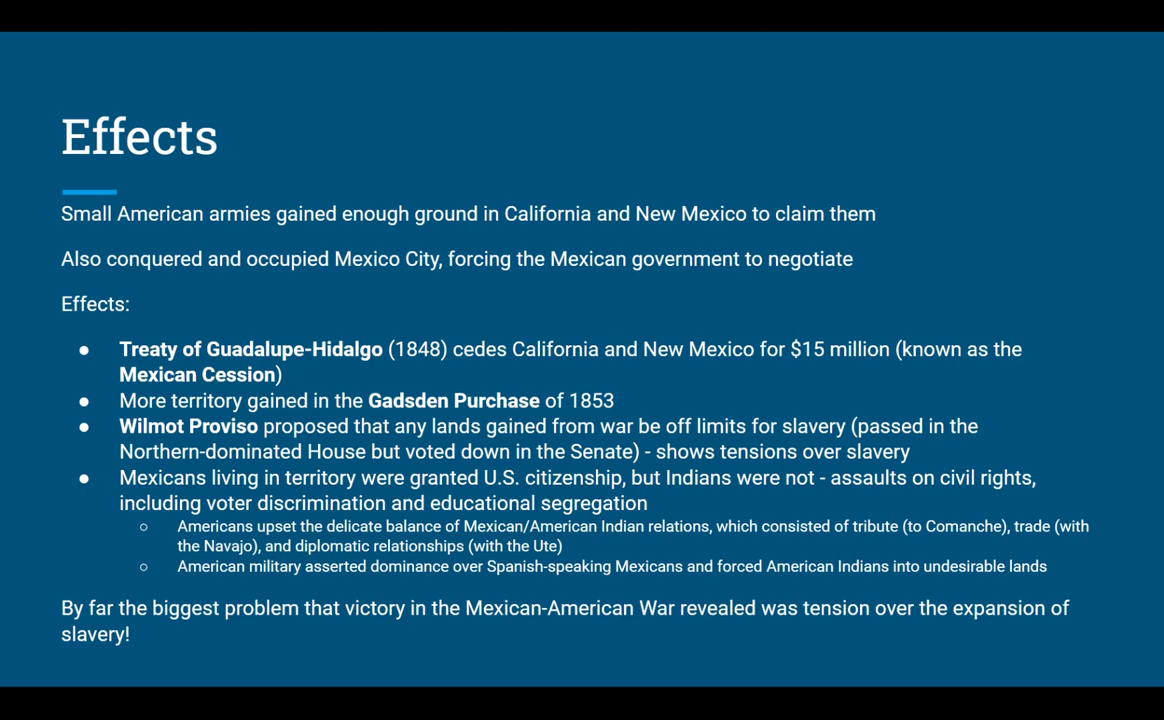 Effects
Small American armies gained enough ground in California and New Mexico to claim them
Also conquered and occupied Mexico City, forcing the Mexican government to negotiate
Effects:
● Treaty of Guadalupe-Hidalgo (1848) cedes California and New Mexico for $15 million (known as the
Mexican Cession)
● More territory gained in the Gadsden Purchase of 1853
● Wilmot Proviso proposed that any lands gained from war be off limits for slavery (passed in the
Northern-dominated House but voted down in the Senate) - shows tensions over slavery
● Mexicans living in territory were granted U.S. citizenship, but Indians were not - assaults on civil rights,
including voter discrimination and educational segregation
○ Americans upset the delicate balance of Mexican/American Indian relations, which consisted of tribute (to Comanche), trade (with
the Navajo), and diplomatic relationships (with the Ute)
○ American military asserted dominance over Spanish-speaking Mexicans and forced American Indians into undesirable lands
By far the biggest problem that victory in the Mexican-American War revealed was tension over the expansion of
slavery!